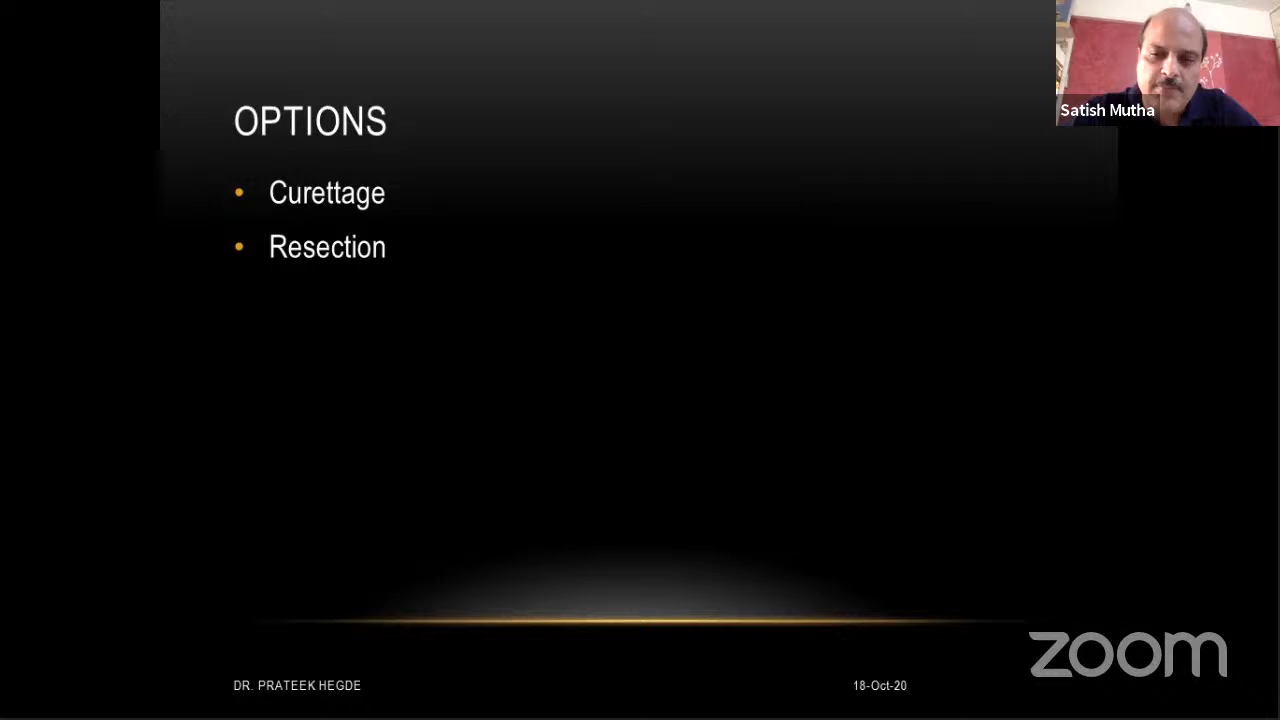 Satish Mutha
OPTIONS
• Curettage
• Resection
zoom
DR. PRATEEK HEGDE
18-Oct-20